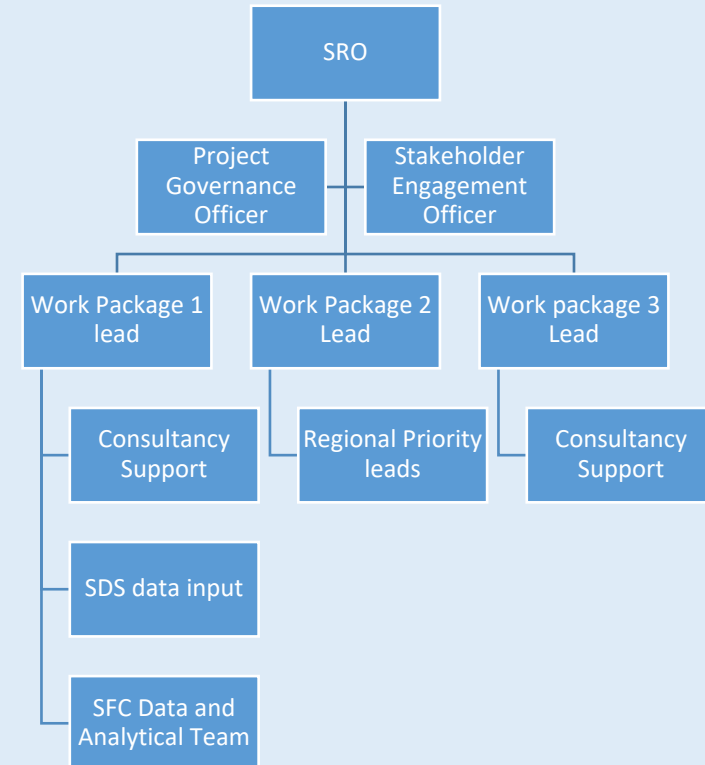 SRO
Project
Governance
Officer
Stakeholder
Engagement
Officer
Work Package 1
lead
Work Package 2
Lead
Work package 3
Lead
Consultancy
Support
Regional Priority
leads
Consultancy
Support
SDS data input
SFC Data and
Analytical Team